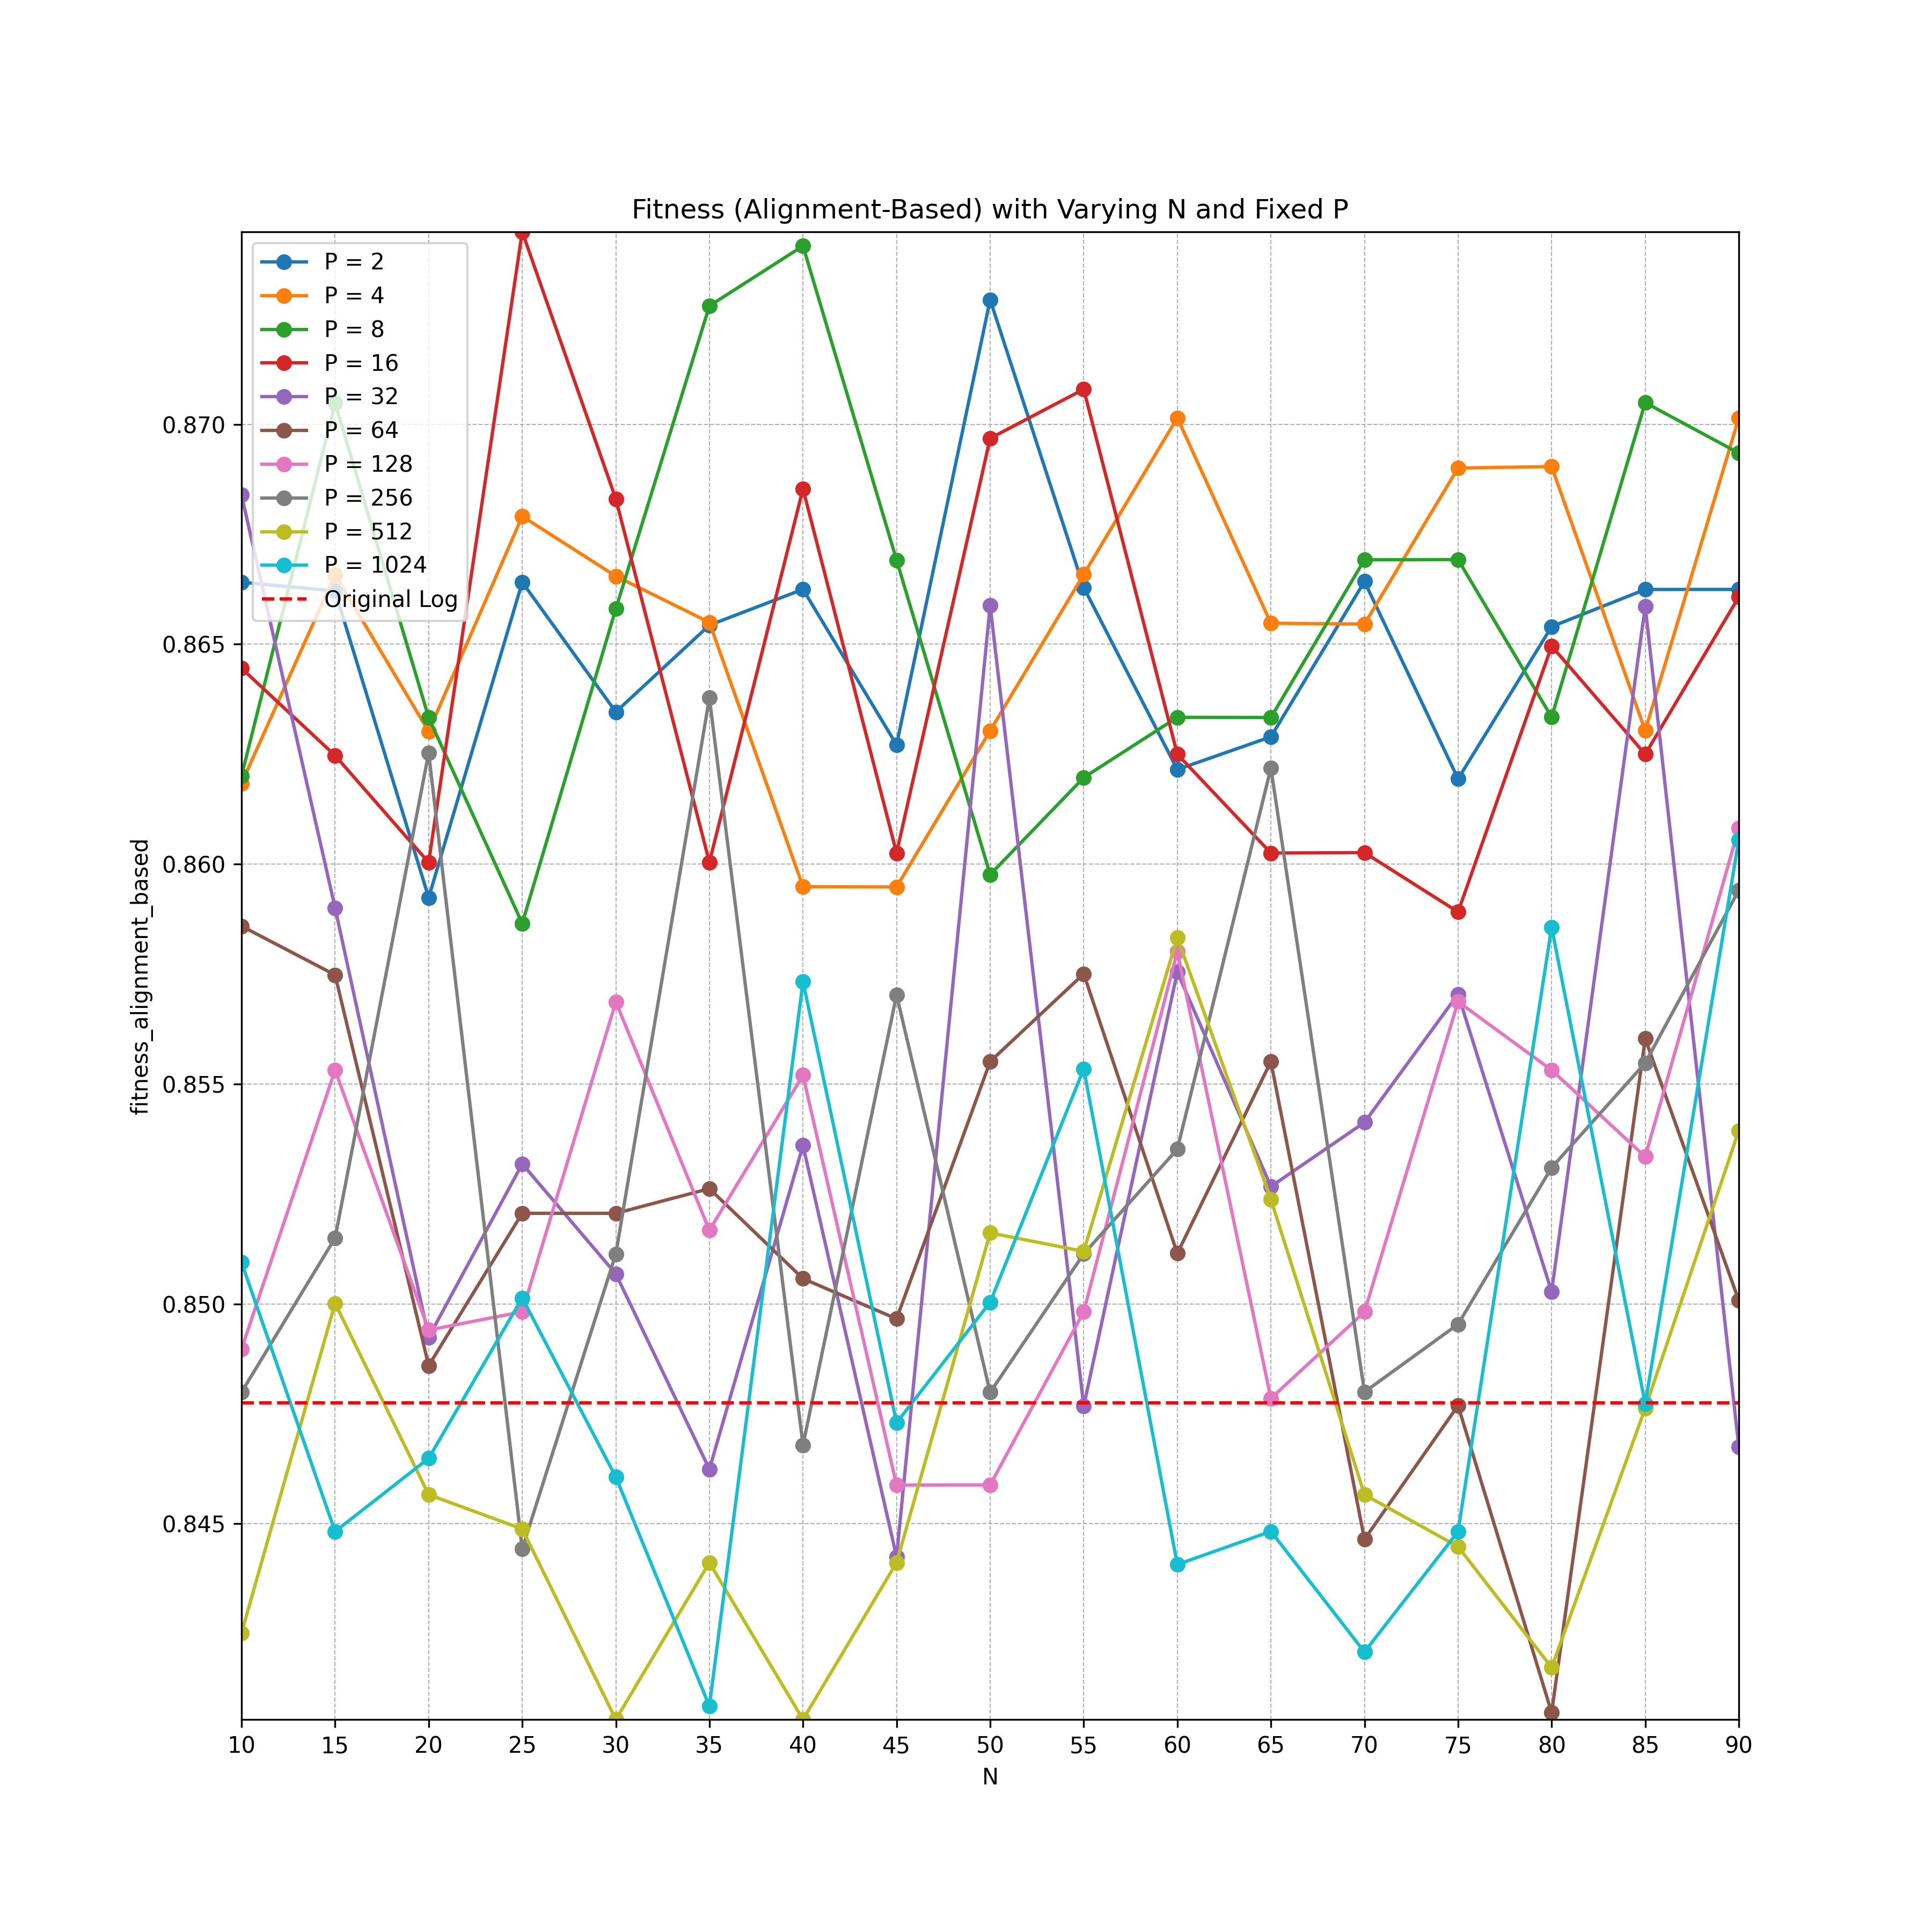 Fitness (Alignment-Based) with Varying N and Fixed P
P = 2
P = 4
P = 8
P = 16
P = 32
P = 64
P = 128
P = 256
P = 512
P = 1024
Original Log
fitness_alignment_based
0.870
0.865
0.860
0.855
0.850
0.845
10 15 20 25 30 35 40 45 50 55 60 65 70 75 80 85 90
N